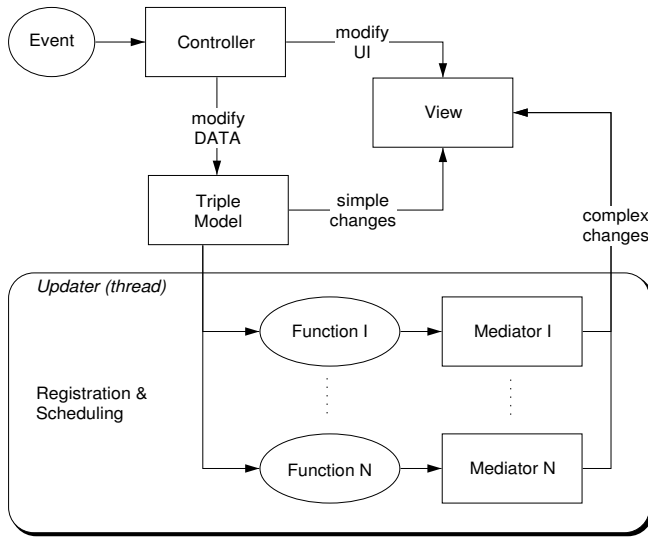 Event
Controller
modify
UI
View
modify
DATA
Triple
Model
simple
changes
complex
changes
Updater (thread)
Function I
Mediator I
Registration &
Scheduling
Function N
Mediator N